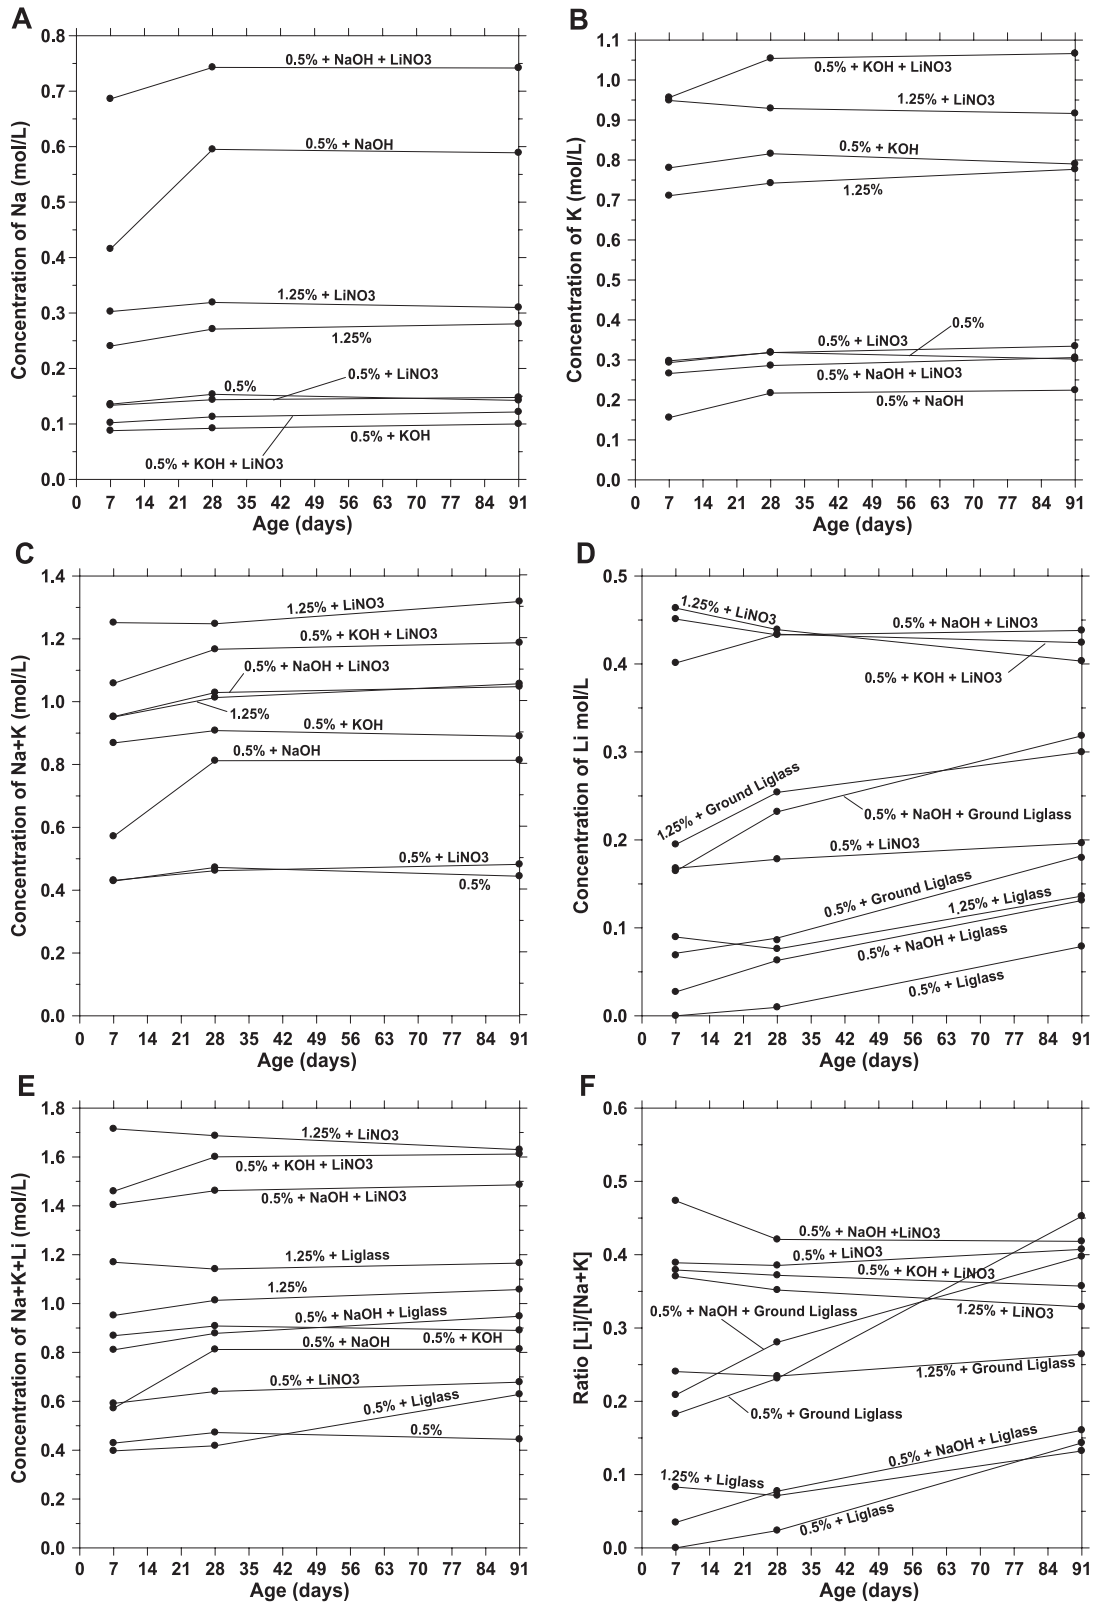 A
Concentration of Na (mol/L)
0.8
0.7
0.6
0.5
0.4
0.3
0.2
0.1
0.0
0.5% + NaOH + LiNO3
0.5% + NaOH
1.25% + LiNO3
1.25%
0.5%
0.5% + LiNO3
0.5% + KOH
0.5% + KOH + LiNO3
0 7 14 21 28 35 42 49 56 63 70 77 84 91
Age (days)
B
Concentration of K (mol/L)
1.1
1.0
0.9
0.8
0.7
0.6
0.5
0.4
0.3
0.2
0.1
0.0
0.5% + KOH + LiNO3
1.25% + LiNO3
0.5% + KOH
1.25%
0.5%
0.5% + LiNO3
0.5% + NaOH + LiNO3
0.5% + NaOH
0 7 14 21 28 35 42 49 56 63 70 77 84 91
Age (days)
C
Concentration of Na+K (mol/L)
1.4
1.2
1.0
0.8
0.6
0.4
0.2
0.0
1.25% + LiNO3
0.5% + KOH + LiNO3
0.5% + NaOH + LiNO3
1.25%
0.5% + KOH
0.5% + NaOH
0.5% + LiNO3
0.5%
0 7 14 21 28 35 42 49 56 63 70 77 84 91
Age (days)
D
Concentration of Li mol/L
0.5
0.4
0.3
0.2
0.1
0.0
1.25% + LiNO3
0.5% + NaOH + LiNO3
0.5% + KOH + LiNO3
1.25% + Ground Liglass
0.5% + NaOH + Ground Liglass
0.5% + LiNO3
0.5% + Ground Liglass
1.25% + Liglass
0.5% + NaOH + Liglass
0.5% + Liglass
0 7 14 21 28 35 42 49 56 63 70 77 84 91
Age (days)
E
Concentration of Na+K+Li (mol/L)
1.8
1.6
1.4
1.2
1.0
0.8
0.6
0.4
0.2
0.0
1.25% + LiNO3
0.5% + KOH + LiNO3
0.5% + NaOH + LiNO3
1.25% + Liglass
1.25%
0.5% + NaOH + Liglass
0.5% + NaOH
0.5% + KOH
0.5% + LiNO3
0.5% + Liglass
0.5%
0 7 14 21 28 35 42 49 56 63 70 77 84 91
Age (days)
F
Ratio [Li]/[Na+K]
0.6
0.5
0.4
0.3
0.2
0.1
0.0
0.5% + NaOH +LiNO3
0.5% + LiNO3
0.5% + KOH + LiNO3
0.5% + NaOH + Ground Liglass
1.25% + LiNO3
1.25% + Ground Liglass
0.5% + Ground Liglass
0.5% + NaOH + Liglass
1.25% + Liglass
0.5% + Liglass
0 7 14 21 28 35 42 49 56 63 70 77 84 91
Age (days)